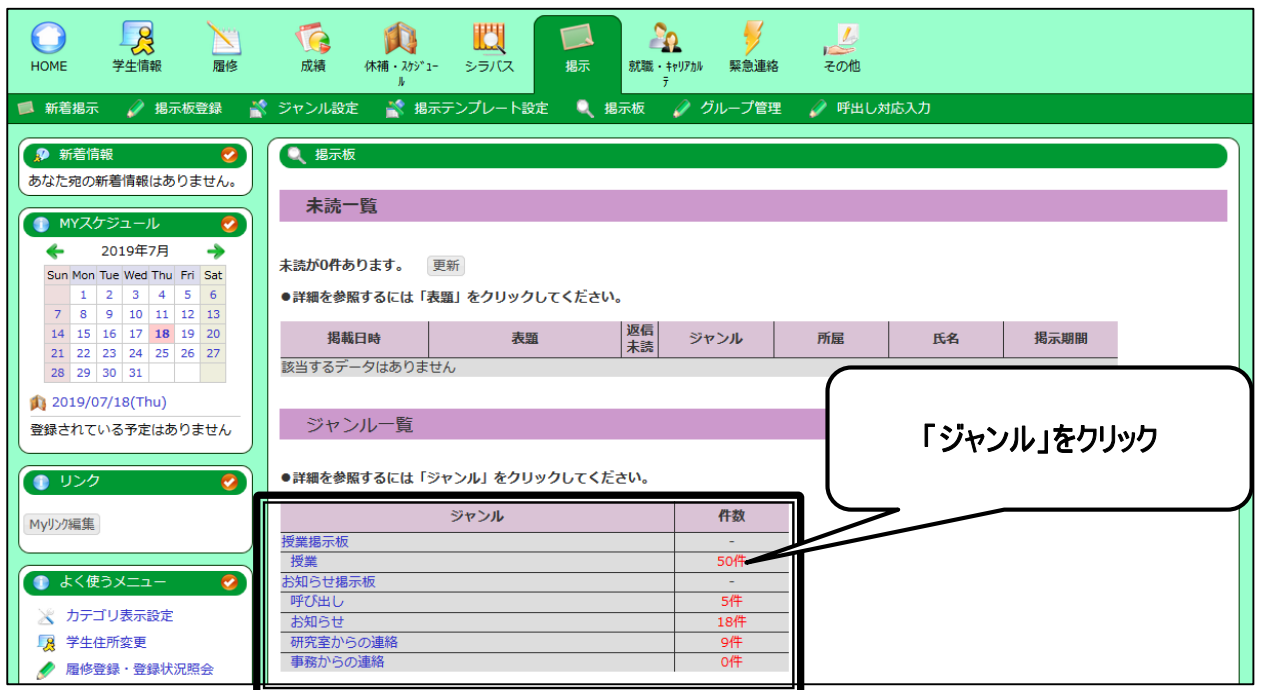 HOME
学生情報
履修
成績
休補・ｽｹｼﾞｭｰ
ﾙ
シラバス
掲示
就職・ｷｬﾘｱｶﾙ
ﾃ
緊急連絡
その他
新着掲示 掲示板登録 ジャンル設定 掲示テンプレート設定 掲示板 グループ管理 呼出し対応入力
新着情報
あなた宛の新着情報はありません。
MYスケジュール
2019年7月
Sun Mon Tue Wed Thu Fri Sat
1 2 3 4 5 6
7 8 9 10 11 12 13
14 15 16 17 18 19 20
21 22 23 24 25 26 27
28 29 30 31
2019/07/18(Thu)
登録されている予定はありません
リンク
Myﾘﾝｸ編集
よく使うメニュー
カテゴリ表示設定
学生住所変更
履修登録・登録状況照会
掲示板
未読一覧
未読が0件あります。 更新
●詳細を参照するには「表題」をクリックしてください。
掲載日時 表題 返信 ジャンル 所属 氏名 掲示期間
未読
該当するデータはありません
ジャンル一覧
●詳細を参照するには「ジャンル」をクリックしてください。
ジャンル 件数
授業掲示板 -
授業 50件
お知らせ掲示板 -
呼び出し 5件
お知らせ 18件
研究室からの連絡 9件
事務からの連絡 0件
「ジャンル」をクリック